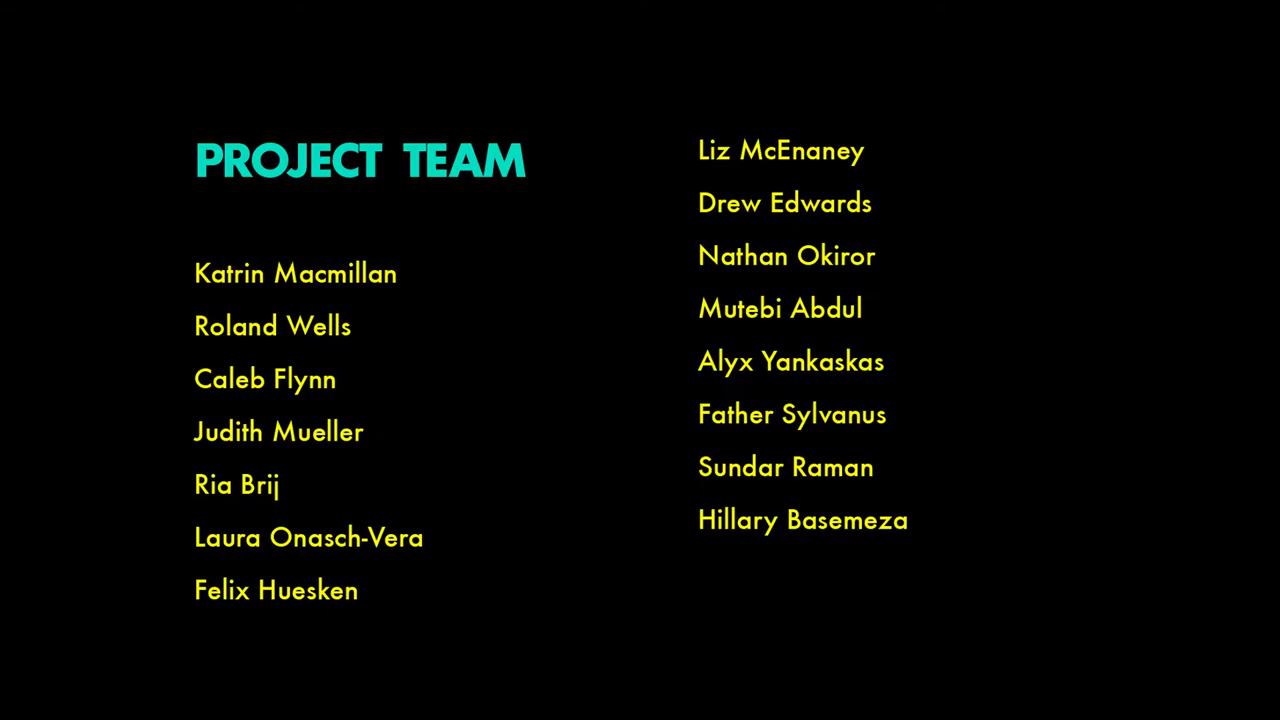 PROJECT TEAM
Katrin Macmillan
Roland Wells
Caleb Flynn
Judith Mueller
Ria Brij
Laura Onasch-Vera
Felix Huesken
Liz McEnaney
Drew Edwards
Nathan Okiror
Mutebi Abdul
Alyx Yankaskas
Father Sylvanus
Sundar Raman
Hillary Basemeza